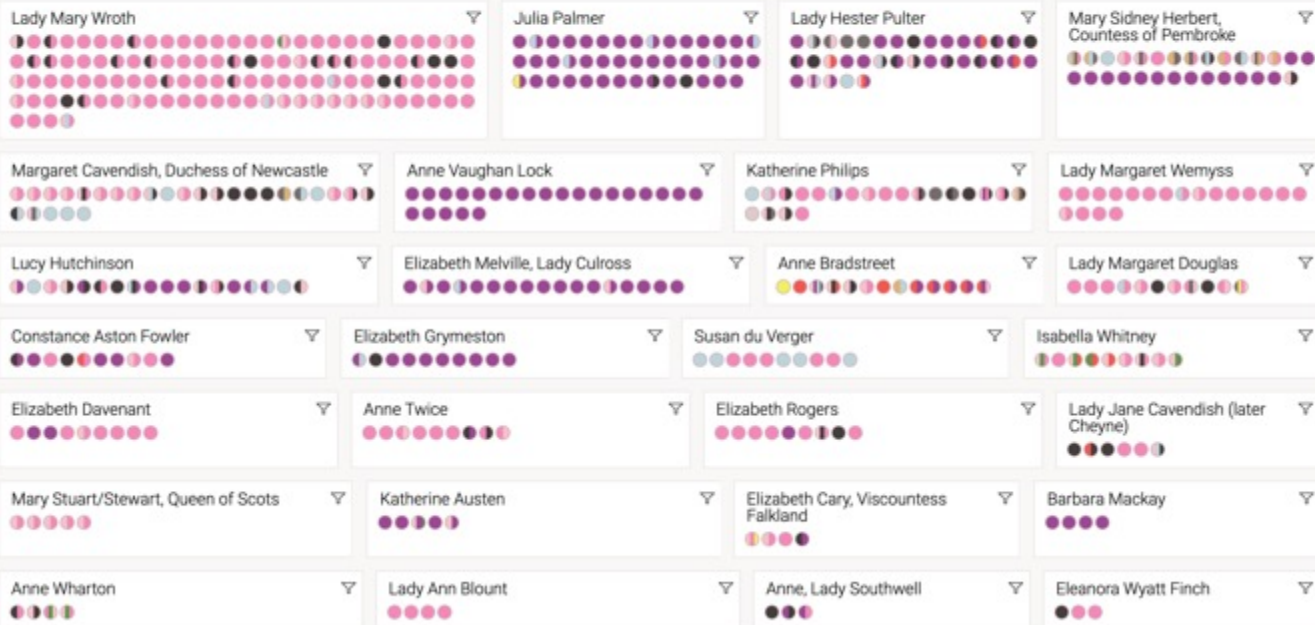 Lady Mary Wroth
Julia Palmer
Lady Hester Pulter
Mary Sidney Herbert,
Countess of Pembroke
Margaret Cavendish, Duchess of Newcastle
Anne Vaughan Lock
Katherine Philips
Lady Margaret Wemyss
Lucy Hutchinson
Elizabeth Melville, Lady Culross
Anne Bradstreet
Lady Margaret Douglas
Constance Aston Fowler
Elizabeth Grymeston
Susan du Verger
Isabella Whitney
Elizabeth Davenant
Anne Twice
Elizabeth Rogers
Lady Jane Cavendish (later
Cheyne)
Mary Stuart/Stewart, Queen of Scots
Katherine Austen
Elizabeth Cary, Viscountess
Falkland
Barbara Mackay
Anne Wharton
Lady Ann Blount
Anne, Lady Southwell
Eleanora Wyatt Finch